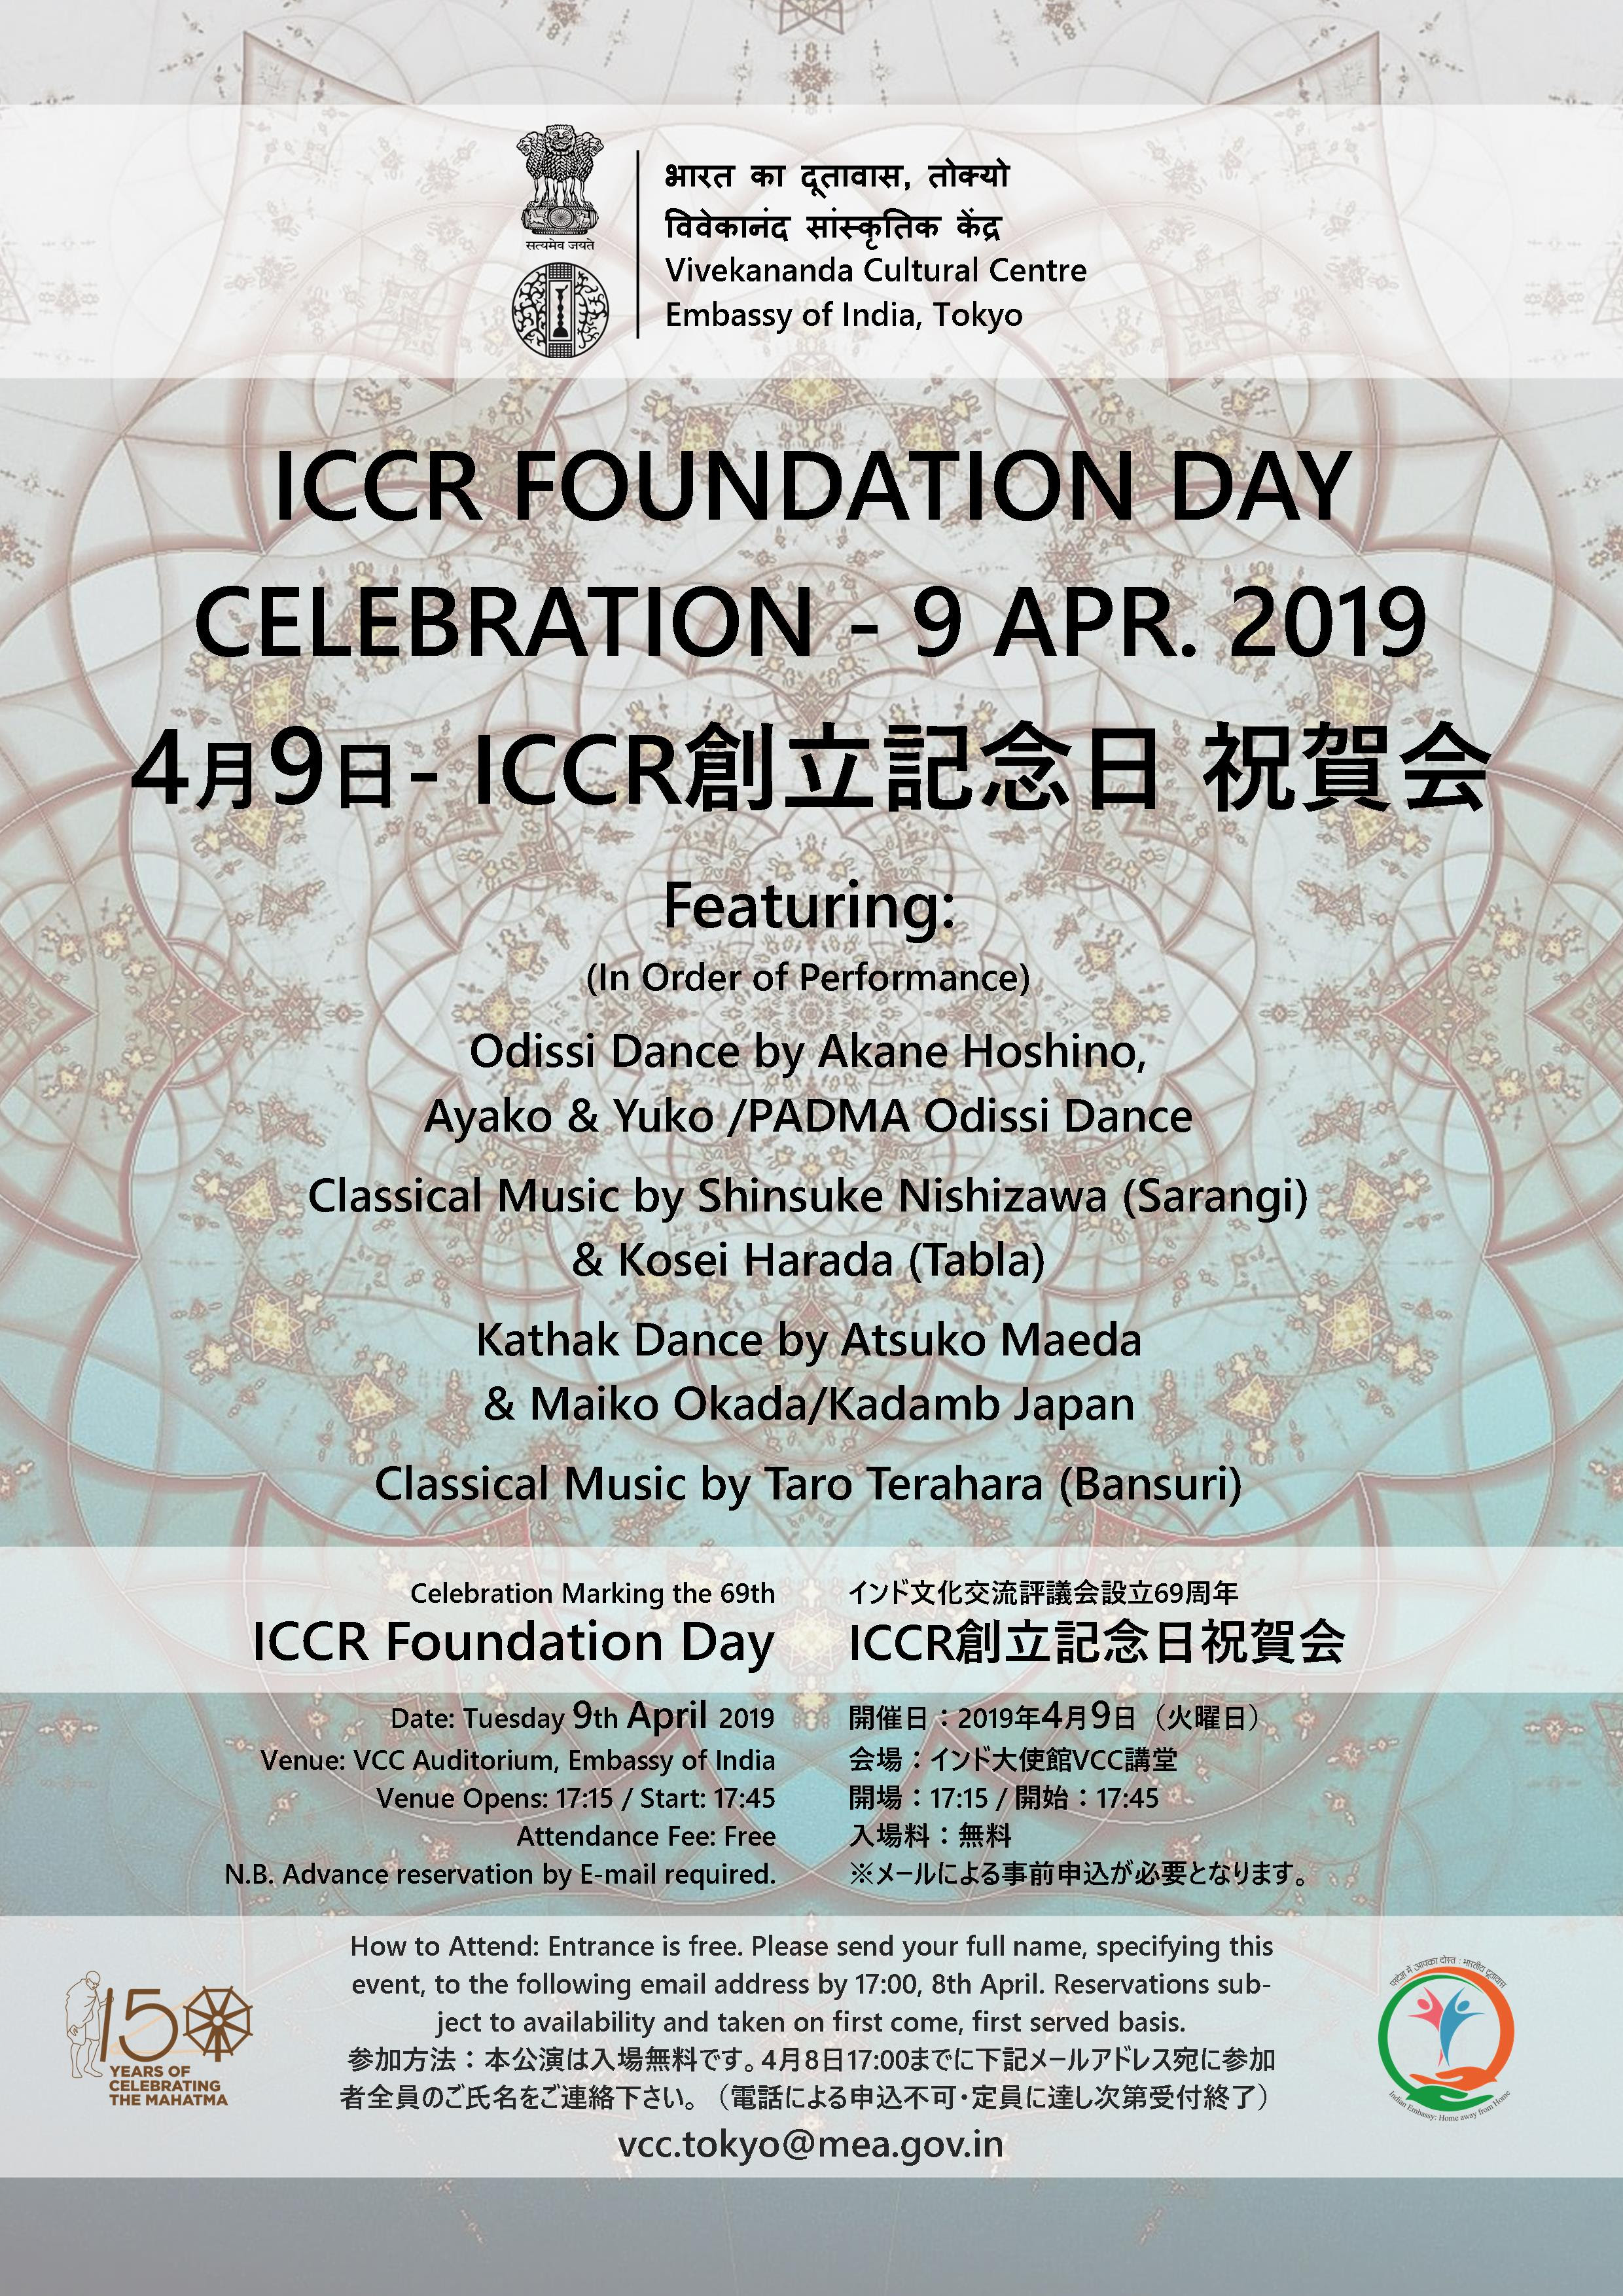 भारत का दूतावास, तोक्यो
विवेकानंद सांस्कृतिक केंद्र
Vivekananda Cultural Centre
Embassy of India, Tokyo
सत्यमेव जयते
ICCR FOUNDATION DAY
CELEBRATION - 9 APR. 2019
4月9日- ICCR創立記念日 祝賀会
Featuring:
(In Order of Performance)
Odissi Dance by Akane Hoshino,
Ayako & Yuko /PADMA Odissi Dance
Classical Music by Shinsuke Nishizawa (Sarangi)
& Kosei Harada (Tabla)
Kathak Dance by Atsuko Maeda
& Maiko Okada/Kadamb Japan
Classical Music by Taro Terahara (Bansuri)
Celebration Marking the 69th
ICCR Foundation Day
インド文化交流評議会設立69周年
ICCR創立記念日祝賀会
Date: Tuesday 9th April 2019
Venue: VCC Auditorium, Embassy of India
Venue Opens: 17:15 / Start: 17:45
Attendance Fee: Free
N.B. Advance reservation by E-mail required.
開催日：2019年4月9日（火曜日）
会場：インド大使館VCC講堂
開場：17:15 / 開始：17:45
入場料：無料
※メールによる事前申込が必要となります。
How to Attend: Entrance is free. Please send your full name, specifying this
event, to the following email address by 17:00, 8th April. Reservations sub-
ject to availability and taken on first come, first served basis.
参加方法：本公演は入場無料です。4月8日17:00までに下記メールアドレス宛に参加
者全員のご氏名をご連絡下さい。（電話による申込不可・定員に達し次第受付終了）
vcc.tokyo@mea.gov.in
150
YEARS OF
CELEBRATING
THE MAHATMA
परदेश में आपका दोस्त : भारतीय दूतावास
Indian Embassy: Home away from Home